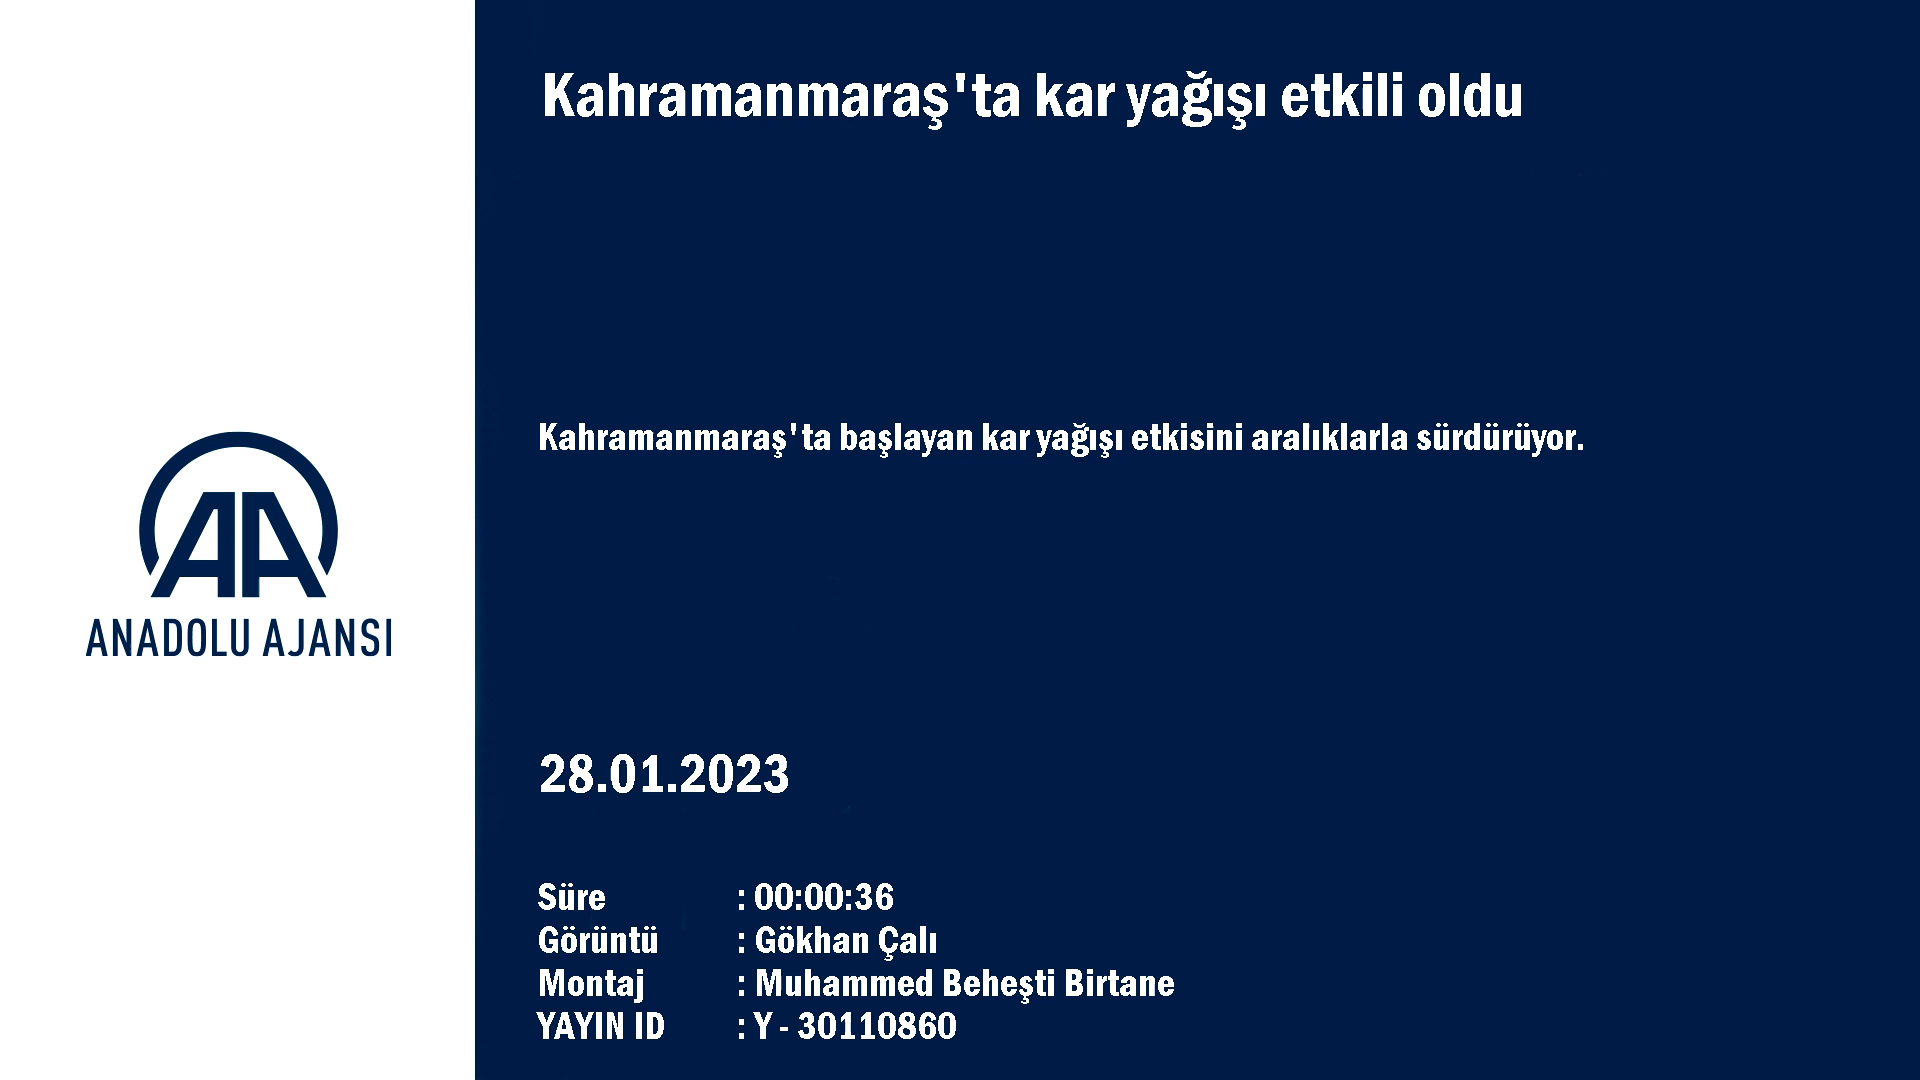 Kahramanmaraş'ta kar yağışı etkili oldu
Kahramanmaraş'ta başlayan kar yağışı etkisini aralıklarla sürdürüyor.
AA
ANADOLU AJANSI
28.01.2023
Süre : 00:00:36
Görüntü : Gökhan Çalı
Montaj : Muhammed Beheşti Birtane
YAYIN ID : Y - 30110860